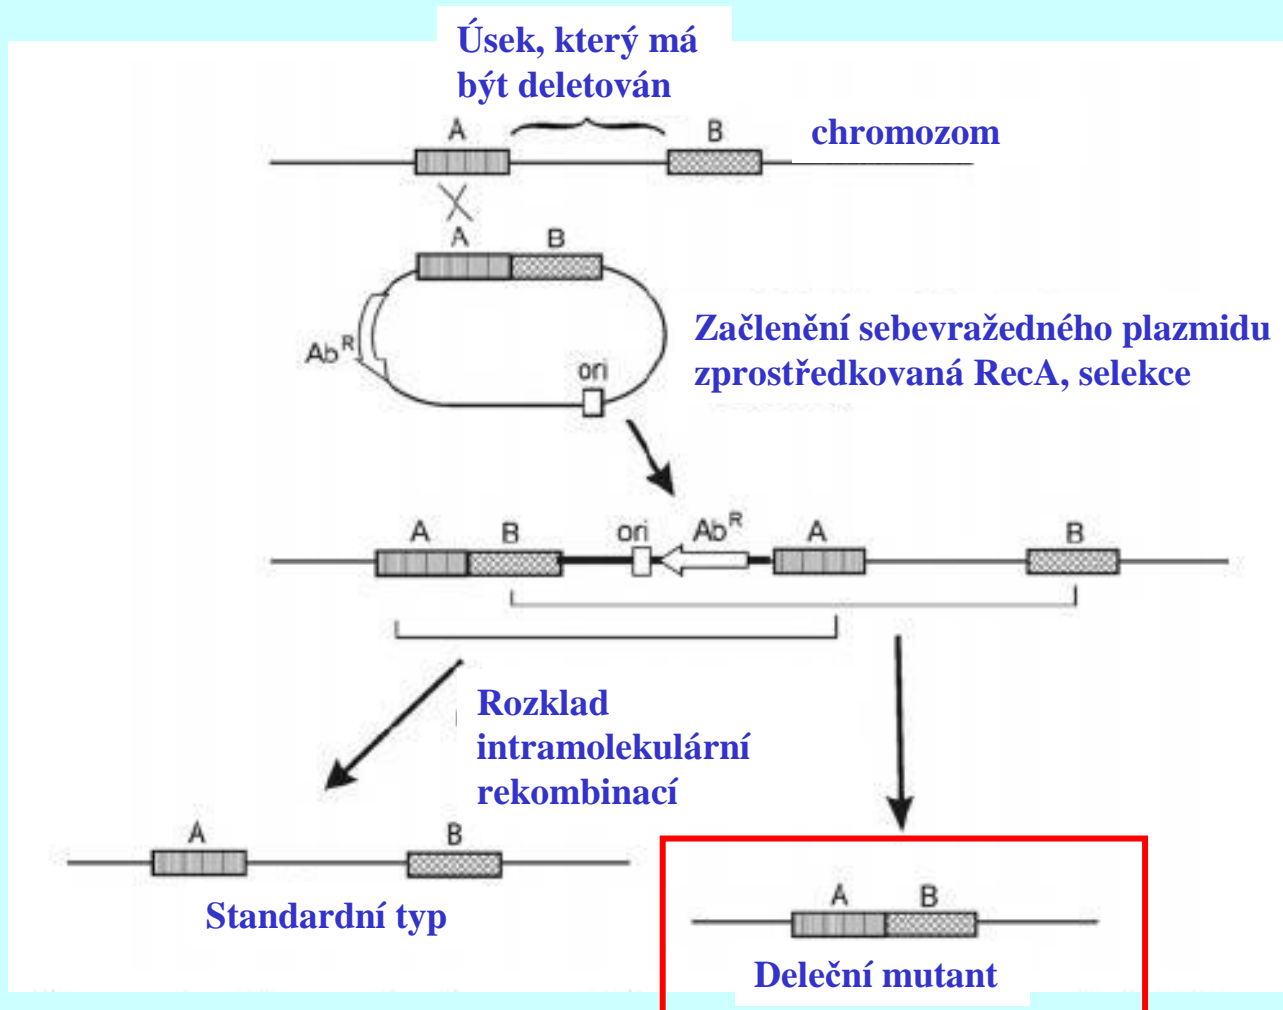 Úsek, který má
být deletován
A
B
chromozom
A
B
Ab^R
ori
Začlenění sebevražedného plazmidu
zprostředkovaná RecA, selekce
A
B
ori
Ab^R
A
B
Rozklad
intramolekulární
rekombinací
A
B
Standardní typ
A
B
Deleční mutant